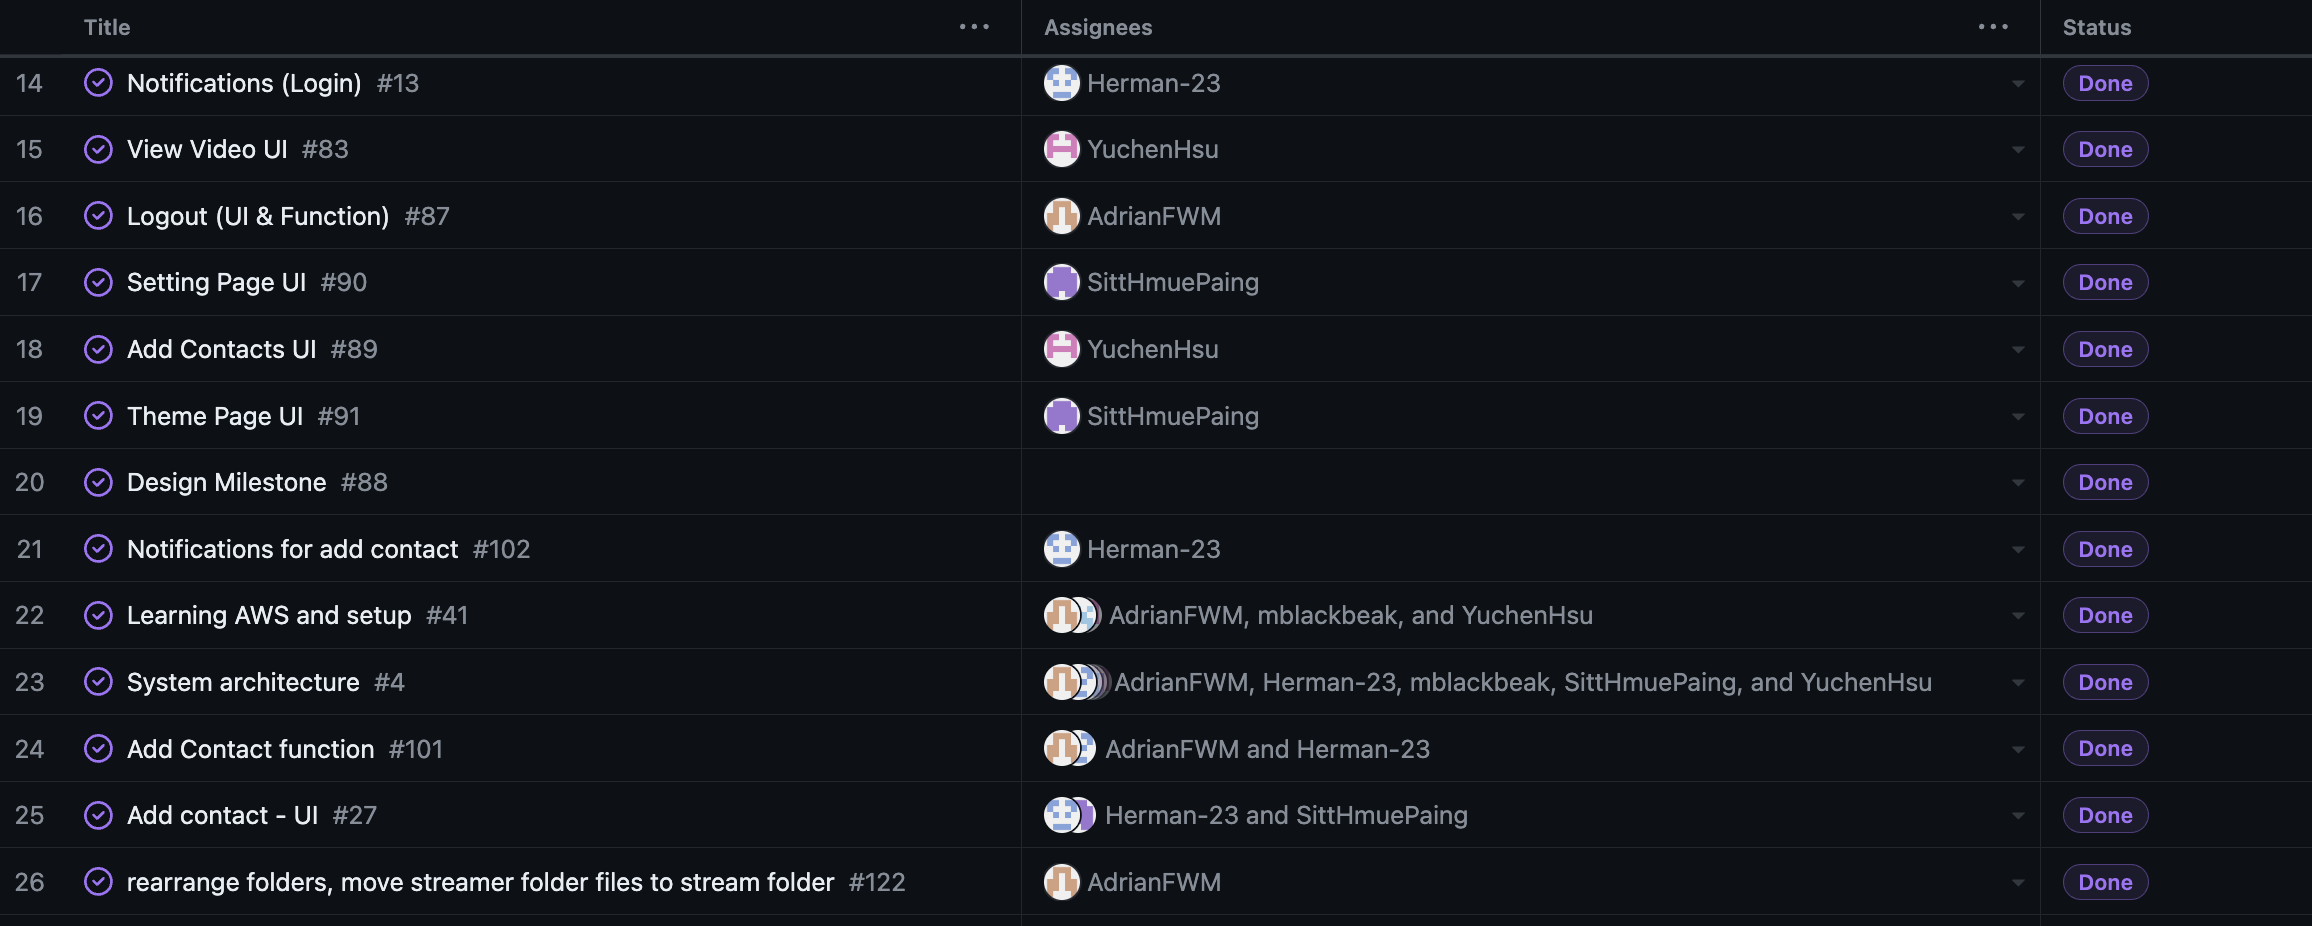 Title ... Assignees ... Status
14 Notifications (Login) #13 Herman-23 Done
15 View Video UI #83 YuchenHsu Done
16 Logout (UI & Function) #87 AdrianFWM Done
17 Setting Page UI #90 SittHmuePaing Done
18 Add Contacts UI #89 YuchenHsu Done
19 Theme Page UI #91 SittHmuePaing Done
20 Design Milestone #88 Done
21 Notifications for add contact #102 Herman-23 Done
22 Learning AWS and setup #41 AdrianFWM, mblackbeak, and YuchenHsu Done
23 System architecture #4 AdrianFWM, Herman-23, mblackbeak, SittHmuePaing, and YuchenHsu Done
24 Add Contact function #101 AdrianFWM and Herman-23 Done
25 Add contact - UI #27 Herman-23 and SittHmuePaing Done
26 rearrange folders, move streamer folder files to stream folder #122 AdrianFWM Done